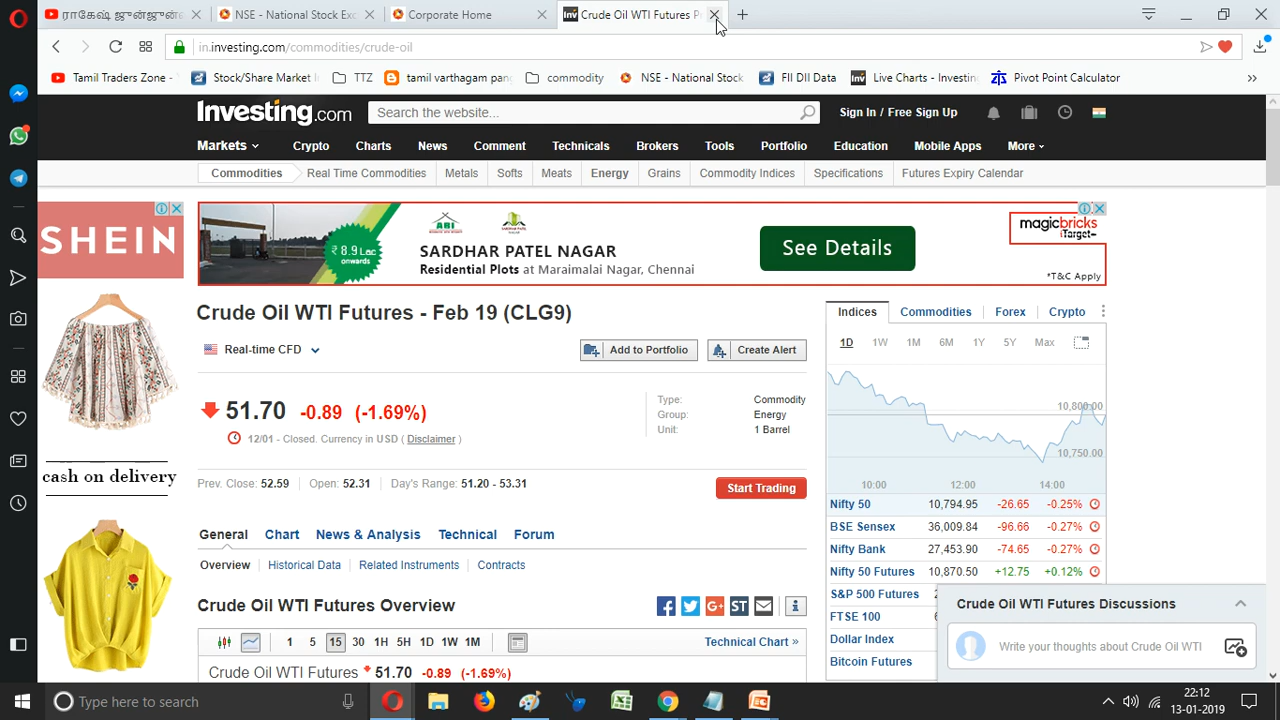 ராகேஷ் ஜுன்ஜுன்
NSE - National Stock Exc
Corporate Home
Crude Oil WTI Futures P
in.investing.com/commodities/crude-oil
Tamil Traders Zone -
Stock/Share Market
TTZ
tamil varthagam pan
commodity
NSE - National Stock
FII DII Data
Live Charts - Investin
Pivot Point Calculator
Investing.com
Search the website...
Sign In / Free Sign Up
Markets
Crypto
Charts
News
Comment
Technicals
Brokers
Tools
Portfolio
Education
Mobile Apps
More
Commodities
Real Time Commodities
Metals
Softs
Meats
Energy
Grains
Commodity Indices
Specifications
Futures Expiry Calendar
SHEIN
cash on delivery
₹ 8.9 Lac
onwards
ABI
SARDHAR PATEL NAGAR
Residential Plots at Maraimalai Nagar, Chennai
See Details
magicbricks
iTarget
*T&C Apply
Crude Oil WTI Futures - Feb 19 (CLG9)
Real-time CFD
Add to Portfolio
Create Alert
51.70 -0.89 (-1.69%)
12/01 - Closed. Currency in USD ( Disclaimer )
Type: Commodity
Group: Energy
Unit: 1 Barrel
Prev. Close: 52.59
Open: 52.31
Day's Range: 51.20 - 53.31
Start Trading
General
Chart
News & Analysis
Technical
Forum
Overview
Historical Data
Related Instruments
Contracts
Crude Oil WTI Futures Overview
1 5 15 30 1H 5H 1D 1W 1M
Technical Chart »
Crude Oil WTI Futures 51.70 -0.89 (-1.69%)
Indices
Commodities
Forex
Crypto
1D 1W 1M 6M 1Y 5Y Max
10,800.00
10,750.00
10:00 12:00 14:00
Nifty 50 10,794.95 -26.65 -0.25%
BSE Sensex 36,009.84 -96.66 -0.27%
Nifty Bank 27,453.90 -74.65 -0.27%
Nifty 50 Futures 10,870.50 +12.75 +0.12%
S&P 500 Futures
FTSE 100
Dollar Index
Bitcoin Futures
Crude Oil WTI Futures Discussions
Write your thoughts about Crude Oil WTI
Type here to search
22:12
13-01-2019